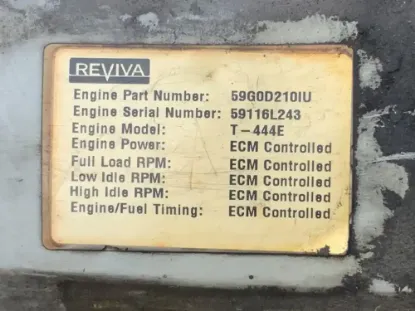 REVIVA
Engine Part Number: 59G0D210IU
Engine Serial Number: 59116L243
Engine Model: T-444E
Engine Power: ECM Controlled
Full Load RPM: ECM Controlled
Low Idle RPM: ECM Controlled
High Idle RPM: ECM Controlled
Engine/Fuel Timing: ECM Controlled